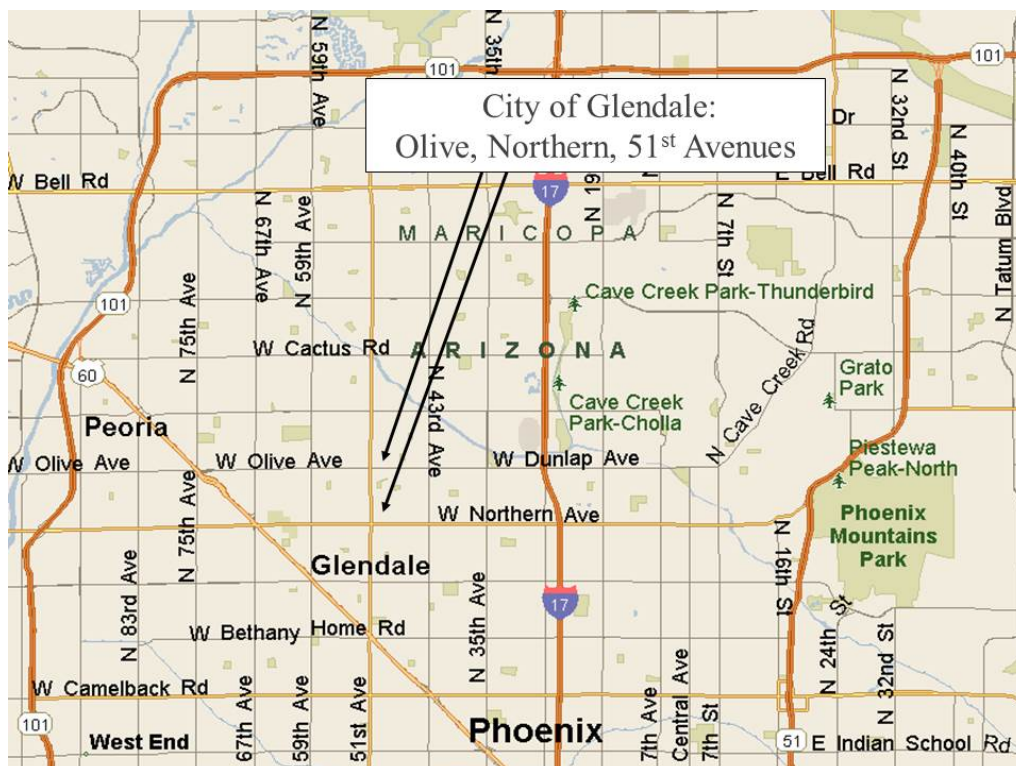 N 59th Ave
N 35th
101
101
City of Glendale:
Olive, Northern, 51st Avenues
Dr
N 32nd St
N 40th St
W Bell Rd
17
N 19
E Bell Rd
N 67th Ave
N 59th Ave
MARICOPA
N 7th St
N Tatum Blvd
101
N 75th Ave
Cave Creek Park-Thunderbird
W Cactus Rd
ARIZONA
N Cave Creek Rd
60
N 43rd Ave
Cave Creek
Park-Cholla
Grato
Park
Peoria
W Olive Ave
W Olive Ave
W Dunlap Ave
Piestewa
Peak-North
N 75th Ave
W Northern Ave
Phoenix
Mountains
Park
N 16th St
Glendale
N 83rd Ave
N 35th Ave
17
N 24th St
N 32nd St
W Bethany Home Rd
W Camelback Rd
101
67th Ave
59th Ave
51st Ave
7th Ave
Central Ave
7th St
West End
Phoenix
51
E Indian School Rd